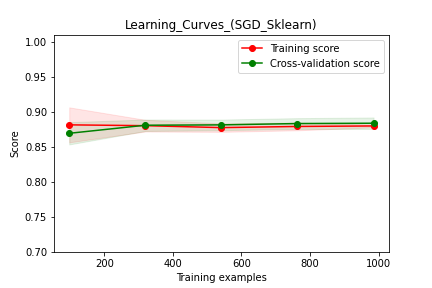 Learning_Curves_(SGD_Sklearn)
Training score
Cross-validation score
1.00
0.95
0.90
0.85
0.80
0.75
0.70
Score
200 400 600 800 1000
Training examples